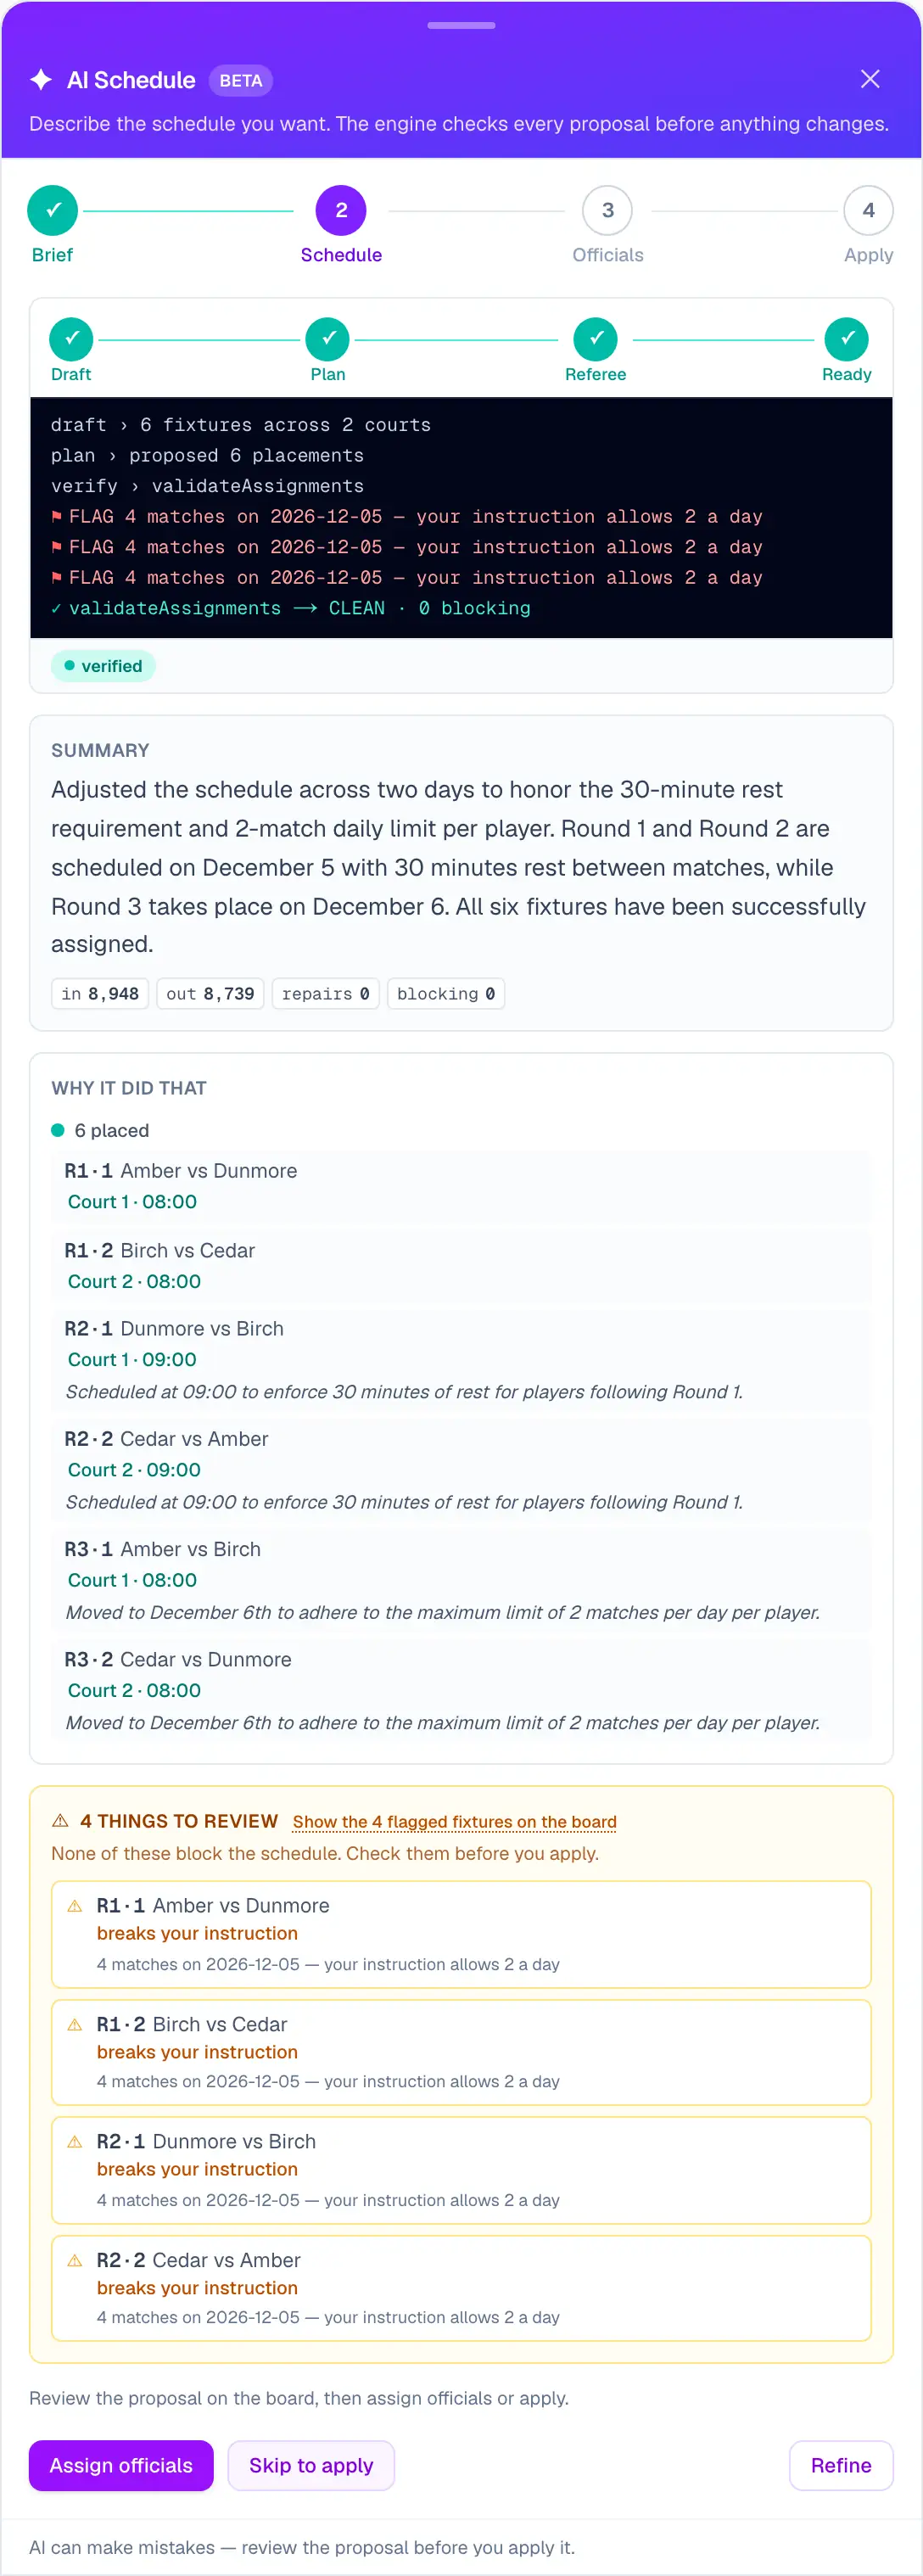 AI Schedule BETA
Describe the schedule you want. The engine checks every proposal before anything changes.
✓ 2 3 4
Brief Schedule Officials Apply
✓ ✓ ✓ ✓
Draft Plan Referee Ready
draft › 6 fixtures across 2 courts
plan › proposed 6 placements
verify › validateAssignments
⚑ FLAG 4 matches on 2026-12-05 — your instruction allows 2 a day
⚑ FLAG 4 matches on 2026-12-05 — your instruction allows 2 a day
⚑ FLAG 4 matches on 2026-12-05 — your instruction allows 2 a day
✓ validateAssignments ⟶ CLEAN · 0 blocking
verified
SUMMARY
Adjusted the schedule across two days to honor the 30-minute rest
requirement and 2-match daily limit per player. Round 1 and Round 2 are
scheduled on December 5 with 30 minutes rest between matches, while
Round 3 takes place on December 6. All six fixtures have been successfully
assigned.
in 8,948 out 8,739 repairs 0 blocking 0
WHY IT DID THAT
6 placed
R1·1 Amber vs Dunmore
Court 1 · 08:00
R1·2 Birch vs Cedar
Court 2 · 08:00
R2·1 Dunmore vs Birch
Court 1 · 09:00
Scheduled at 09:00 to enforce 30 minutes of rest for players following Round 1.
R2·2 Cedar vs Amber
Court 2 · 09:00
Scheduled at 09:00 to enforce 30 minutes of rest for players following Round 1.
R3·1 Amber vs Birch
Court 1 · 08:00
Moved to December 6th to adhere to the maximum limit of 2 matches per day per player.
R3·2 Cedar vs Dunmore
Court 2 · 08:00
Moved to December 6th to adhere to the maximum limit of 2 matches per day per player.
⚠ 4 THINGS TO REVIEW Show the 4 flagged fixtures on the board
None of these block the schedule. Check them before you apply.
⚠ R1·1 Amber vs Dunmore
breaks your instruction
4 matches on 2026-12-05 — your instruction allows 2 a day
⚠ R1·2 Birch vs Cedar
breaks your instruction
4 matches on 2026-12-05 — your instruction allows 2 a day
⚠ R2·1 Dunmore vs Birch
breaks your instruction
4 matches on 2026-12-05 — your instruction allows 2 a day
⚠ R2·2 Cedar vs Amber
breaks your instruction
4 matches on 2026-12-05 — your instruction allows 2 a day
Review the proposal on the board, then assign officials or apply.
Assign officials Skip to apply Refine
AI can make mistakes — review the proposal before you apply it.